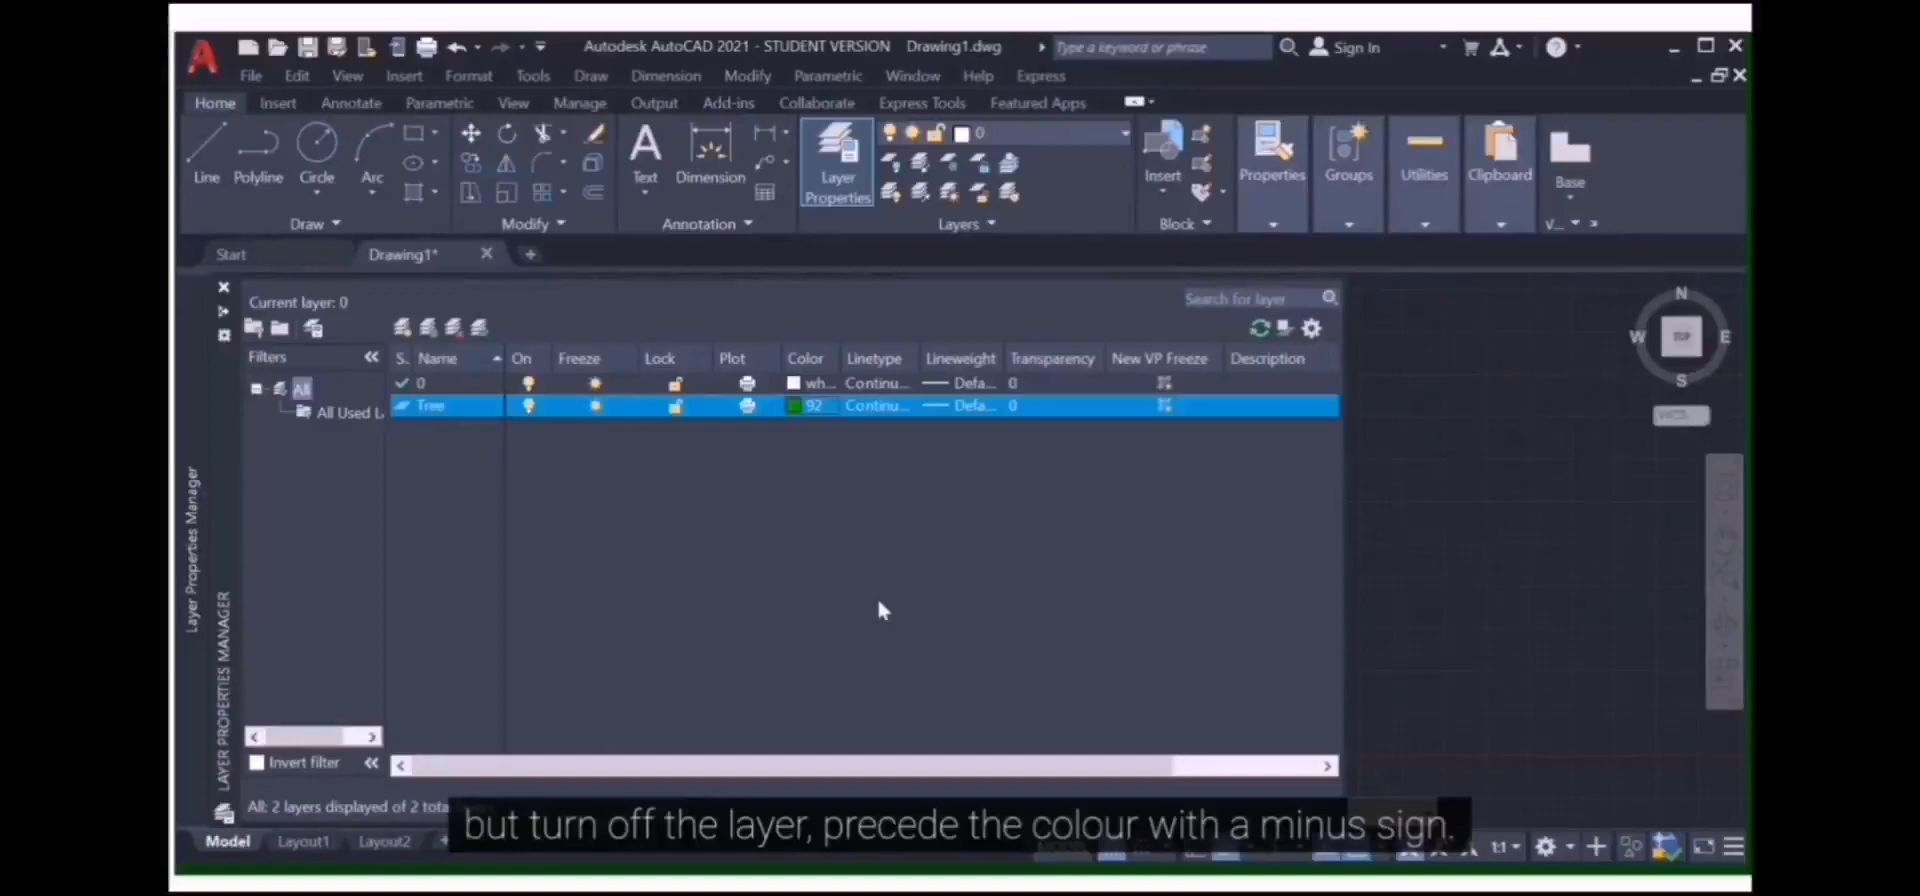 Autodesk AutoCAD 2021 - STUDENT VERSION Drawing1.dwg Type a keyword or phrase Sign In
File Edit View Insert Format Tools Draw Dimension Modify Parametric Window Help Express
Home Insert Annotate Parametric View Manage Output Add-ins Collaborate Express Tools Featured Apps
0
Line Polyline Circle Arc Text Dimension Layer Properties Insert Properties Groups Utilities Clipboard Base
Draw Modify Annotation Layers Block V...
Start Drawing1*
Current layer: 0 Search for layer
Filters S.. Name On Freeze Lock Plot Color Linetype Lineweight Transparency New VP Freeze Description
0 wh... Continu... Defa... 0
All
Tree 92 Continu... Defa... 0
All Used L
N
W TOP E
S
WCS
Layer Properties Manager
LAYER PROPERTIES MANAGER
Invert filter
All: 2 layers displayed of 2 tota
but turn off the layer, precede the colour with a minus sign.
Model Layout1 Layout2 1:1